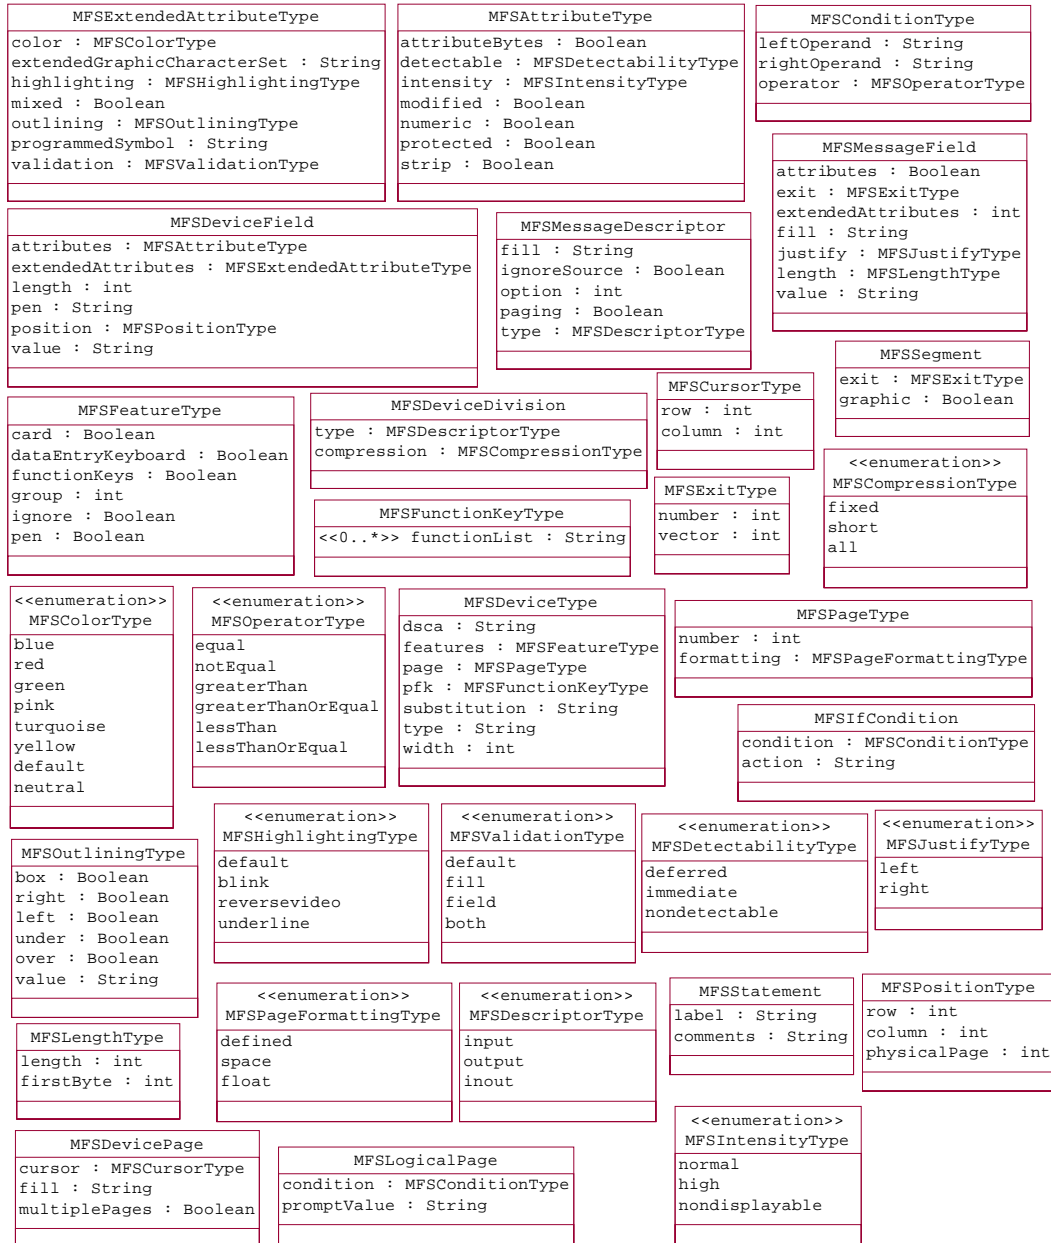 MFSExtendedAttributeType
color : MFSColorType
extendedGraphicCharacterSet : String
highlighting : MFSHighlightingType
mixed : Boolean
outlining : MFSOutliningType
programmedSymbol : String
validation : MFSValidationType
MFSAttributeType
attributeBytes : Boolean
detectable : MFSDetectabilityType
intensity : MFSIntensityType
modified : Boolean
numeric : Boolean
protected : Boolean
strip : Boolean
MFSConditionType
leftOperand : String
rightOperand : String
operator : MFSOperatorType
MFSMessageField
attributes : Boolean
exit : MFSExitType
extendedAttributes : int
fill : String
justify : MFSJustifyType
length : MFSLengthType
value : String
MFSDeviceField
attributes : MFSAttributeType
extendedAttributes : MFSExtendedAttributeType
length : int
pen : String
position : MFSPositionType
value : String
MFSMessageDescriptor
fill : String
ignoreSource : Boolean
option : int
paging : Boolean
type : MFSDescriptorType
MFSSegment
exit : MFSExitType
graphic : Boolean
MFSCursorType
row : int
column : int
MFSFeatureType
card : Boolean
dataEntryKeyboard : Boolean
functionKeys : Boolean
group : int
ignore : Boolean
pen : Boolean
MFSDeviceDivision
type : MFSDescriptorType
compression : MFSCompressionType
<<enumeration>>
MFSCompressionType
fixed
short
all
MFSExitType
number : int
vector : int
MFSFunctionKeyType
<<0..*>> functionList : String
<<enumeration>>
MFSColorType
blue
red
green
pink
turquoise
yellow
default
neutral
<<enumeration>>
MFSOperatorType
equal
notEqual
greaterThan
greaterThanOrEqual
lessThan
lessThanOrEqual
MFSDeviceType
dsca : String
features : MFSFeatureType
page : MFSPageType
pfk : MFSFunctionKeyType
substitution : String
type : String
width : int
MFSPageType
number : int
formatting : MFSPageFormattingType
MFSIfCondition
condition : MFSConditionType
action : String
<<enumeration>>
MFSHighlightingType
default
blink
reversevideo
underline
<<enumeration>>
MFSValidationType
default
fill
field
both
<<enumeration>>
MFSDetectabilityType
deferred
immediate
nondetectable
<<enumeration>>
MFSJustifyType
left
right
MFSOutliningType
box : Boolean
right : Boolean
left : Boolean
under : Boolean
over : Boolean
value : String
<<enumeration>>
MFSPageFormattingType
defined
space
float
<<enumeration>>
MFSDescriptorType
input
output
inout
MFSStatement
label : String
comments : String
MFSPositionType
row : int
column : int
physicalPage : int
MFSLengthType
length : int
firstByte : int
<<enumeration>>
MFSIntensityType
normal
high
nondisplayable
MFSDevicePage
cursor : MFSCursorType
fill : String
multiplePages : Boolean
MFSLogicalPage
condition : MFSConditionType
promptValue : String